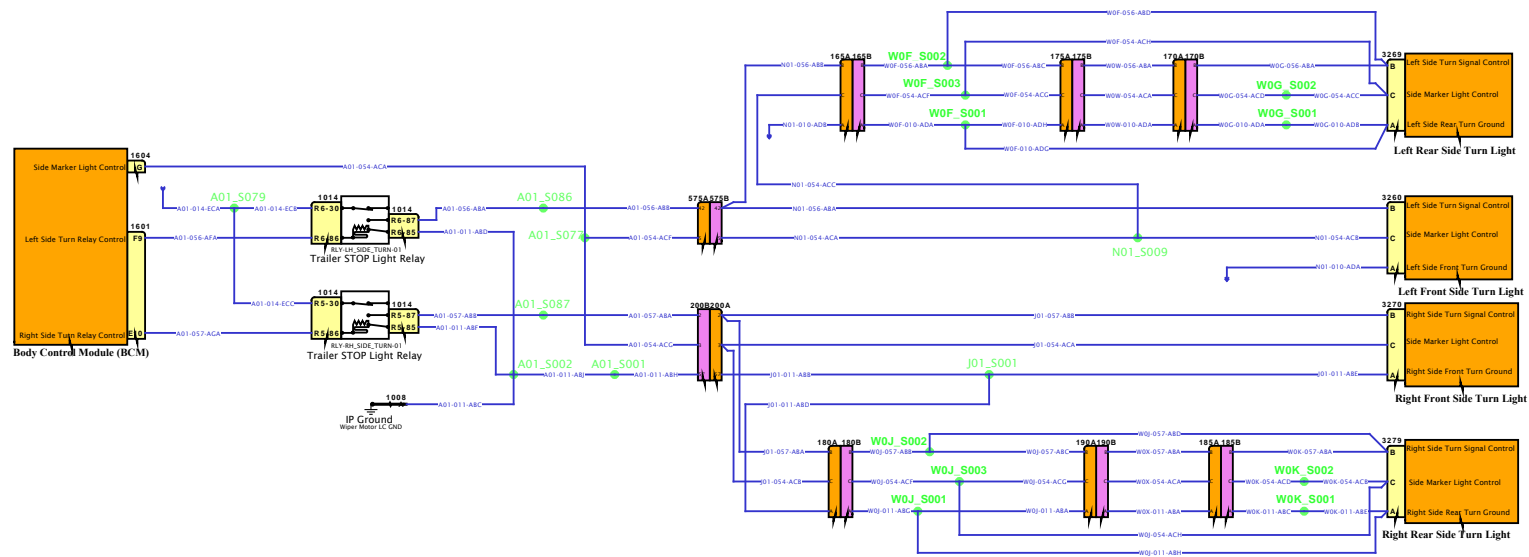 W0F-056-ABD
W0F-054-ACH
165A 165B
W0F_S002
175A 175B
170A 170B
3269
N01-056-ABB
B
B
W0F-056-ABA
W0F-056-ABC
B
B
W0W-056-ABA
B
B
W0G-056-ABA
B
Left Side Turn Signal Control
W0F_S003
W0G_S002
C
C
W0F-054-ACF
W0F-054-ACG
C
C
W0W-054-ACA
C
C
W0G-054-ACD
W0G-054-ACC
C
Side Marker Light Control
W0F_S001
W0G_S001
N01-010-ADB
A
A
W0F-010-ADA
W0F-010-ADH
A
A
W0W-010-ADA
A
A
W0G-010-ADA
W0G-010-ADB
A
Left Side Rear Turn Ground
W0F-010-ADG
Left Rear Side Turn Light
1604
Side Marker Light Control
G
A01-054-ACA
N01-054-ACC
A01_S079
1014
1014
A01_S086
575A 575B
3260
A01-014-ECA
A01-014-ECB
R6-30
R6-87
A01-056-ABA
A01-056-ABB
42
42
N01-056-ABA
B
Left Side Turn Signal Control
1601
R6-85
A01-011-ABD
A01_S077
Left Side Turn Relay Control
F9
A01-056-AFA
R6-86
A01-054-ACF
N01-054-ACA
N01-054-ACB
C
Side Marker Light Control
RLY-LH_SIDE_TURN-01
Trailer STOP Light Relay
N01_S009
N01-010-ADA
A
Left Side Front Turn Ground
Left Front Side Turn Light
1014
1014
A01_S087
200B 200A
3270
A01-014-ECC
R5-30
R5-87
A01-057-ABB
A01-057-ABA
J01-057-ABB
B
Right Side Turn Signal Control
R5-85
A01-011-ABF
Right Side Turn Relay Control
E10
A01-057-AGA
R5-86
Body Control Module (BCM)
RLY-RH_SIDE_TURN-01
Trailer STOP Light Relay
A01-054-ACG
J01-054-ACA
C
Side Marker Light Control
A01_S002
A01_S001
J01_S001
A01-011-ABJ
A01-011-ABH
J01-011-ABB
J01-011-ABE
A
Right Side Front Turn Ground
Right Front Side Turn Light
1008
A01-011-ABC
J01-011-ABD
IP Ground
Wiper Motor LC GND
W0J-057-ABD
180A 180B
W0J_S002
190A 190B
185A 185B
3279
J01-057-ABA
B
B
W0J-057-ABB
W0J-057-ABC
B
B
W0X-057-ABA
B
B
W0K-057-ABA
B
Right Side Turn Signal Control
W0J_S003
W0K_S002
J01-054-ACB
C
C
W0J-054-ACF
W0J-054-ACG
C
C
W0X-054-ACA
C
C
W0K-054-ACD
W0K-054-ACB
C
Side Marker Light Control
W0J_S001
W0K_S001
A
A
W0J-011-ABG
W0J-011-ABA
A
A
W0X-011-ABA
A
A
W0K-011-ABC
W0K-011-ABE
A
Right Side Rear Turn Ground
W0J-054-ACH
Right Rear Side Turn Light
W0J-011-ABH